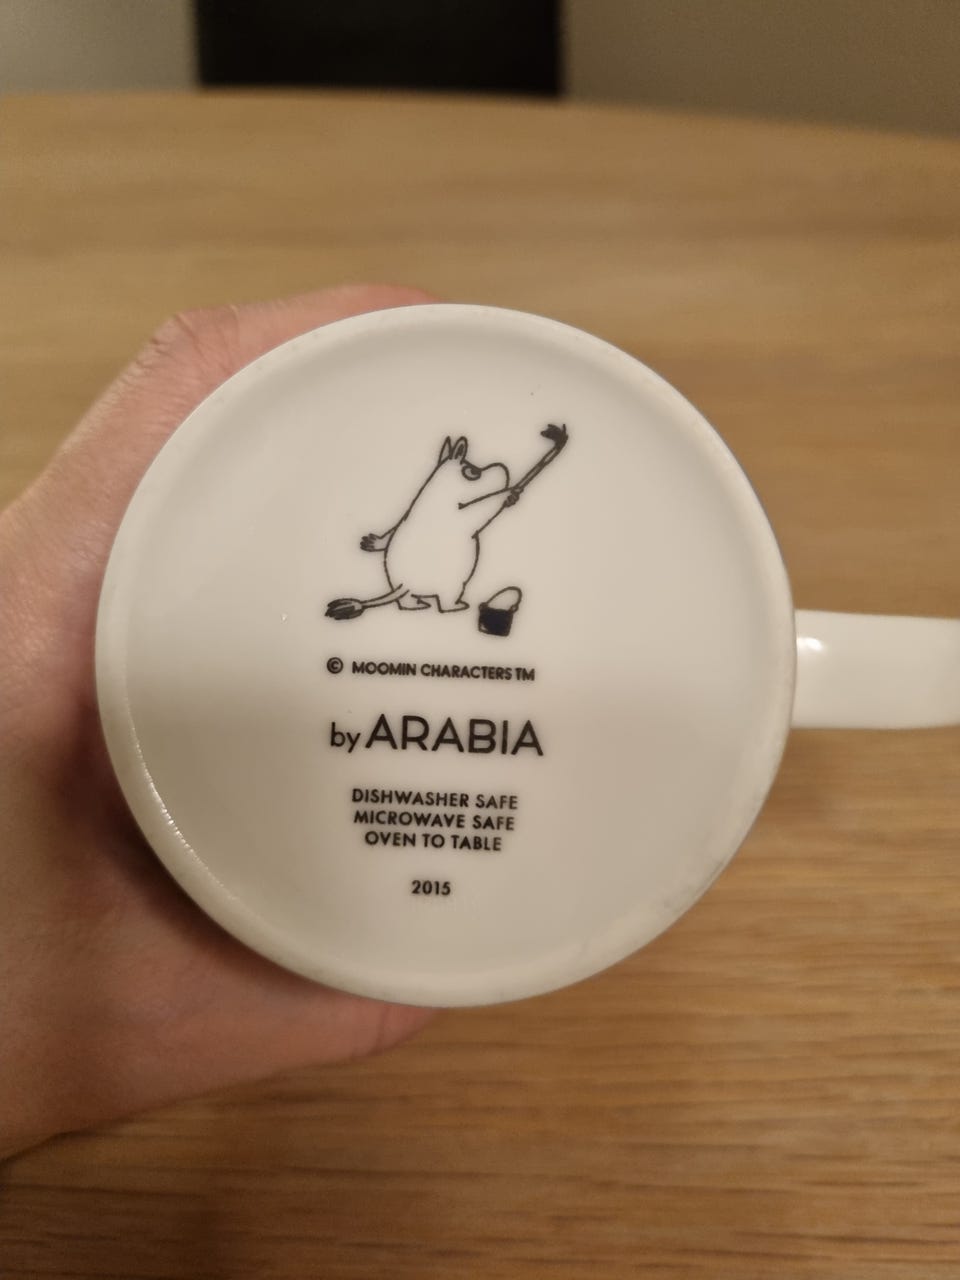 © MOOMIN CHARACTERS TM
by ARABIA
DISHWASHER SAFE
MICROWAVE SAFE
OVEN TO TABLE
2015